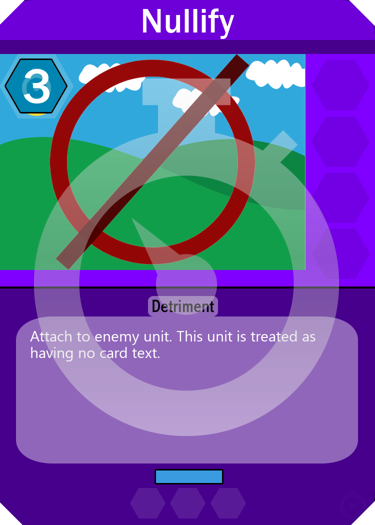 Nullify
3
Detriment
Attach to enemy unit. This unit is treated as
having no card text.